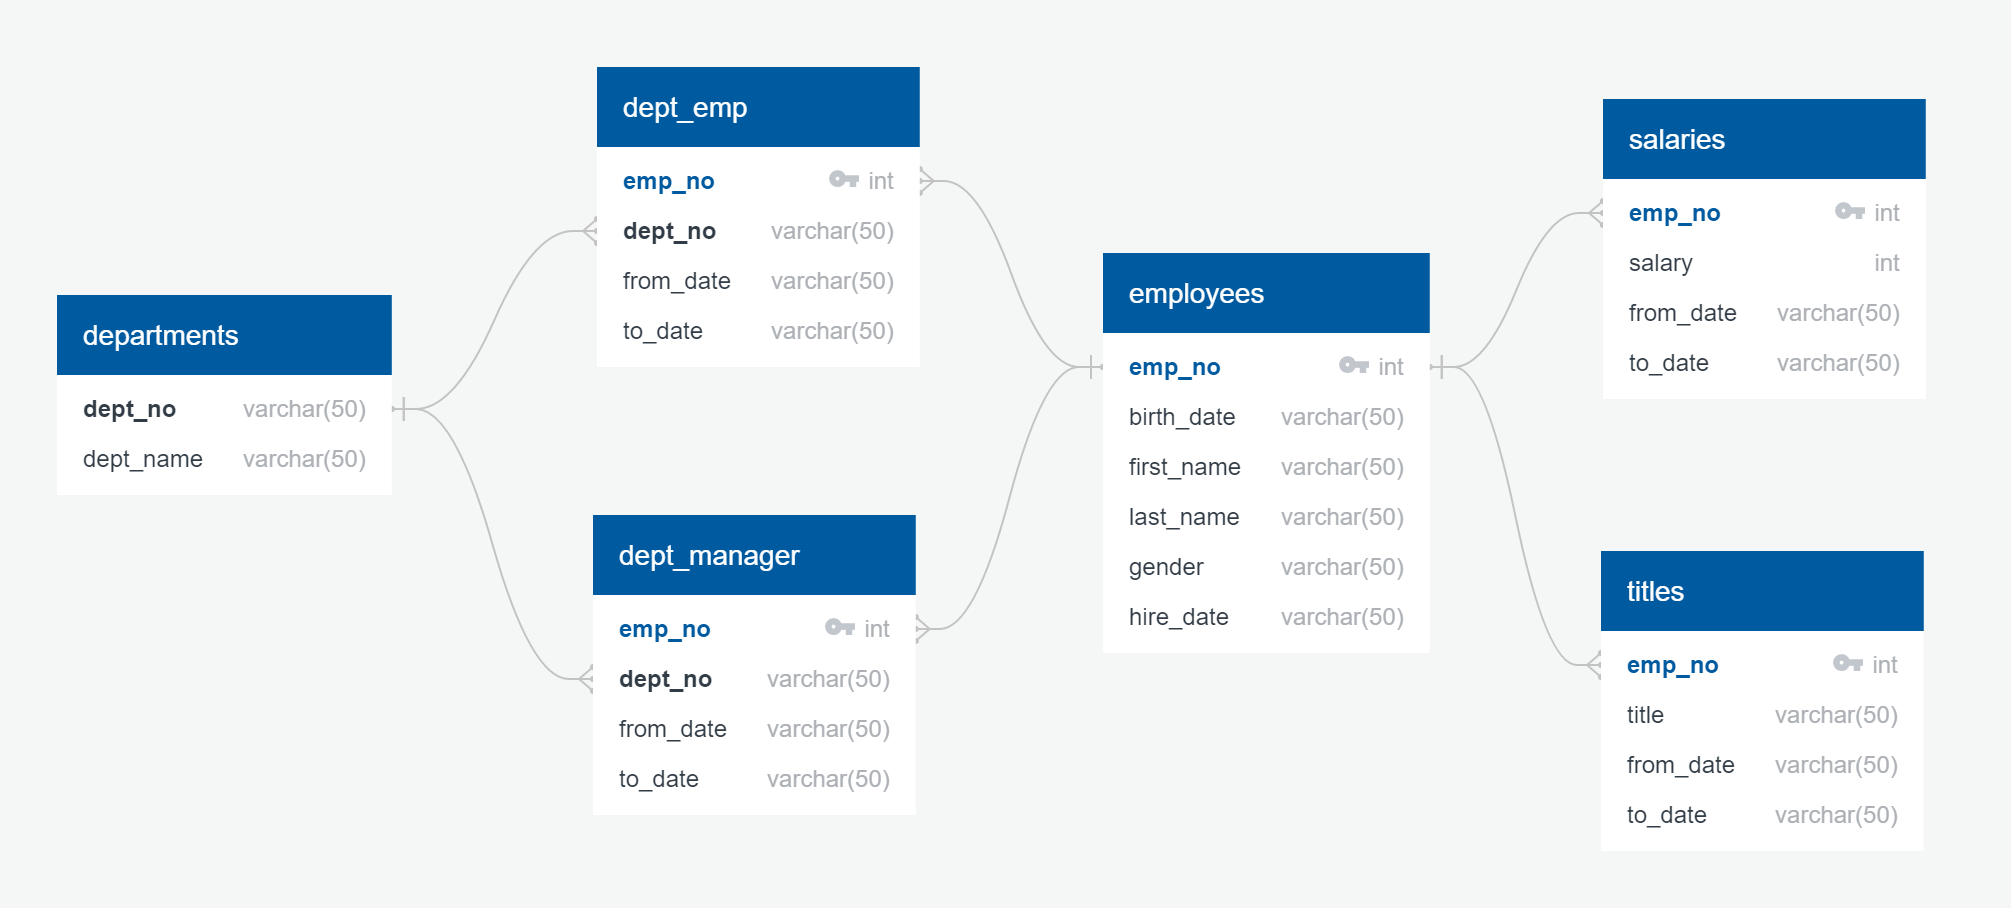 departments
dept_no varchar(50)
dept_name varchar(50)
dept_emp
emp_no int
dept_no varchar(50)
from_date varchar(50)
to_date varchar(50)
dept_manager
emp_no int
dept_no varchar(50)
from_date varchar(50)
to_date varchar(50)
employees
emp_no int
birth_date varchar(50)
first_name varchar(50)
last_name varchar(50)
gender varchar(50)
hire_date varchar(50)
salaries
emp_no int
salary int
from_date varchar(50)
to_date varchar(50)
titles
emp_no int
title varchar(50)
from_date varchar(50)
to_date varchar(50)